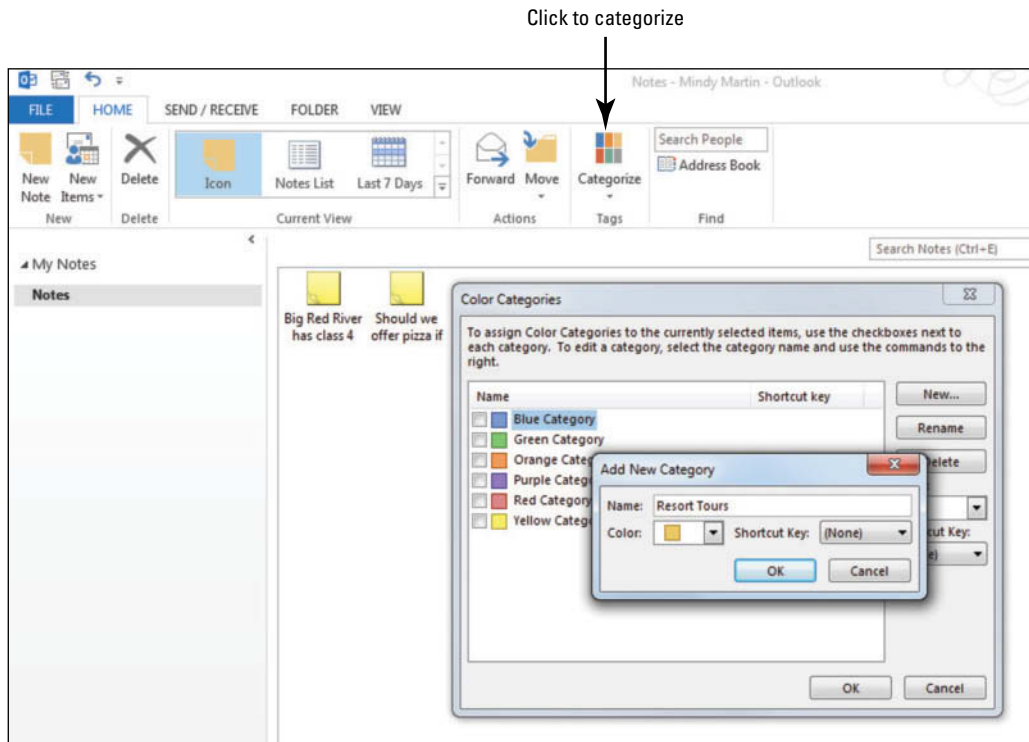 Click to categorize
Notes - Mindy Martin - Outlook
FILE HOME SEND / RECEIVE FOLDER VIEW
New Note
New Items
Delete
Icon
Notes List
Last 7 Days
Forward
Move
Categorize
Search People
Address Book
New Delete Current View Actions Tags Find
My Notes
Notes
Search Notes (Ctrl+E)
Big Red River
has class 4
Should we
offer pizza if
Color Categories
To assign Color Categories to the currently selected items, use the checkboxes next to
each category. To edit a category, select the category name and use the commands to the
right.
Name Shortcut key
New...
Blue Category
Rename
Green Category
Orange
Purple
Red Category
Yellow
Add New Category
Name: Resort Tours
Color: Shortcut Key: (None)
OK Cancel
Key:
OK Cancel